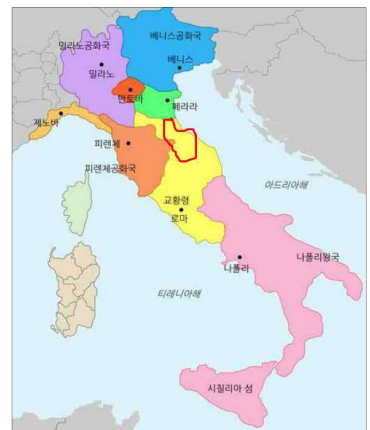 베니스공화국
밀라노공화국
베니스
밀라노
만토바
페라라
제노바
피렌체
피렌체공화국
교황령
로마
아드리아해
나폴리왕국
나폴리
티레니아해
시칠리아 섬